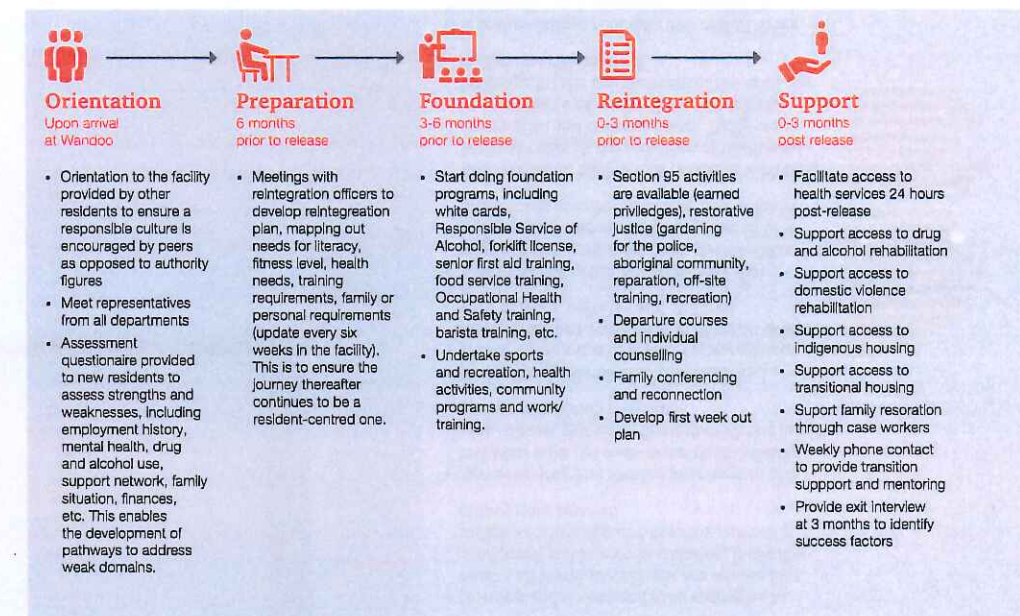 Orientation
Upon arrival
at Wandoo
• Orientation to the facility
provided by other
residents to ensure a
responsible culture is
encouraged by peers
as opposed to authority
figures
• Meet representatives
from all departments
• Assessment
questionaire provided
to new residents to
assess strengths and
weaknesses, including
employment history,
mental health, drug
and alcohol use,
support network, family
situation, finances,
etc. This enables
the development of
pathways to address
weak domains.
Preparation
6 months
prior to release
• Meetings with
reintegration officers to
develop reintegreation
plan, mapping out
needs for literacy,
fitness level, health
needs, training
requirements, family or
personal requirements
(update every six
weeks in the facility).
This is to ensure the
journey thereafter
continues to be a
resident-centred one.
Foundation
3-6 months
prior to release
• Start doing foundation
programs, including
white cards,
Responsible Service of
Alcohol, forklift license,
senior first aid training,
food service training,
Occupational Health
and Safety training,
barista training, etc.
• Undertake sports
and recreation, health
activities, community
programs and work/
training.
Reintegration
0-3 months
prior to release
• Section 95 activities
are available (earned
priviledges), restorative
justice (gardening
for the police,
aboriginal community,
reparation, off-site
training, recreation)
• Departure courses
and individual
counselling
• Family conferencing
and reconnection
• Develop first week out
plan
Support
0-3 months
post release
• Facilitate access to
health services 24 hours
post-release
• Support access to drug
and alcohol rehabilitation
• Support access to
domestic violence
rehabilitation
• Support access to
indigenous housing
• Support access to
transitional housing
• Suport family resoration
through case workers
• Weekly phone contact
to provide transition
suppport and mentoring
• Provide exit interview
at 3 months to identify
success factors